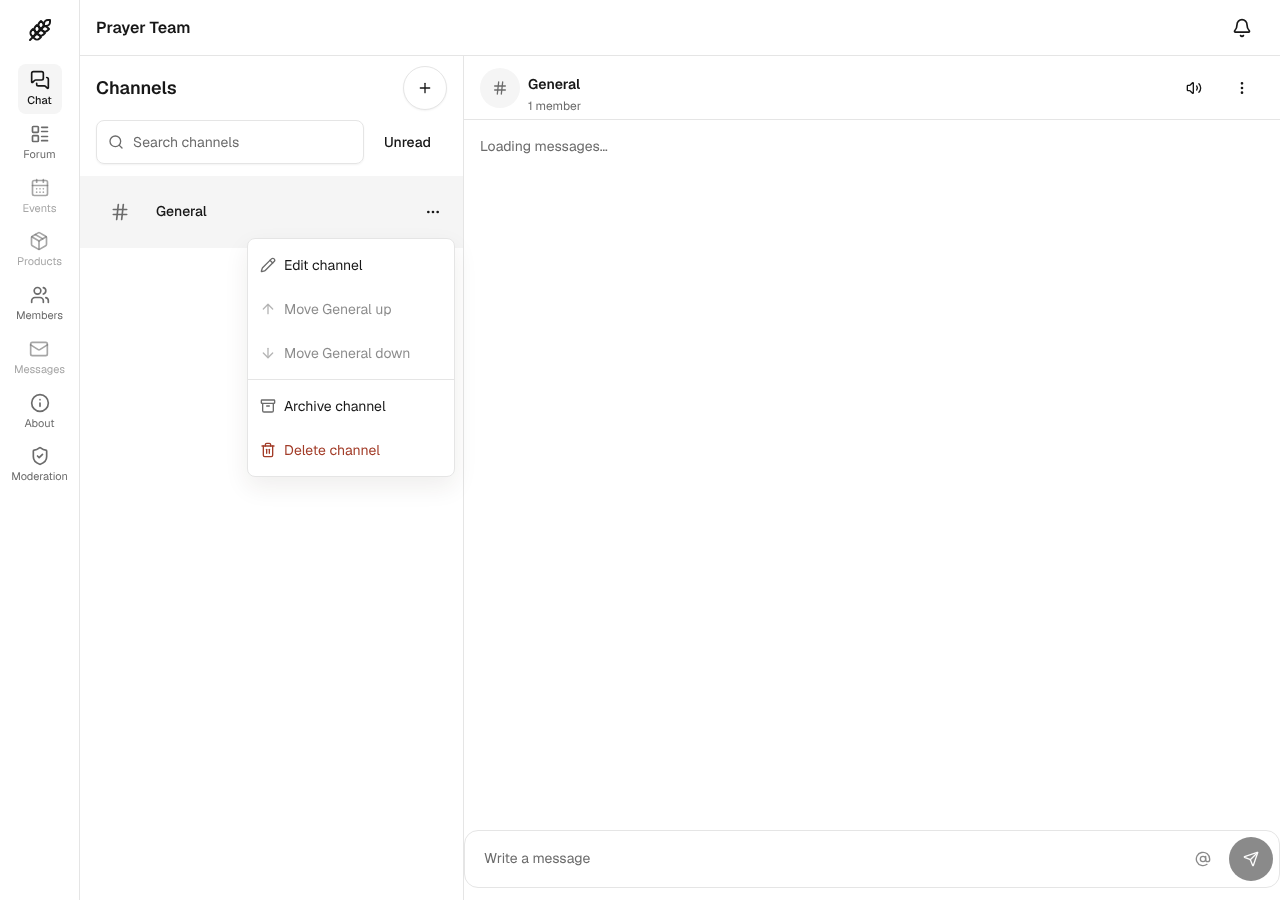 Prayer Team
Chat
Forum
Events
Products
Members
Messages
About
Moderation
Channels
Search channels
Unread
General
Edit channel
Move General up
Move General down
Archive channel
Delete channel
General
1 member
Loading messages…
Write a message